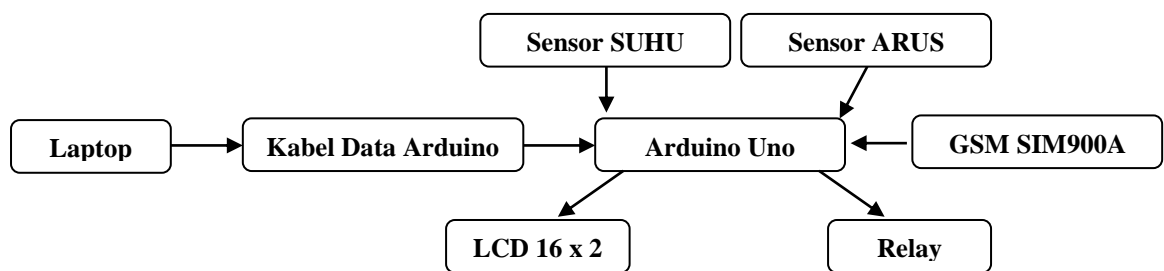 Sensor SUHU
Sensor ARUS
Laptop
Kabel Data Arduino
Arduino Uno
GSM SIM900A
LCD 16 x 2
Relay